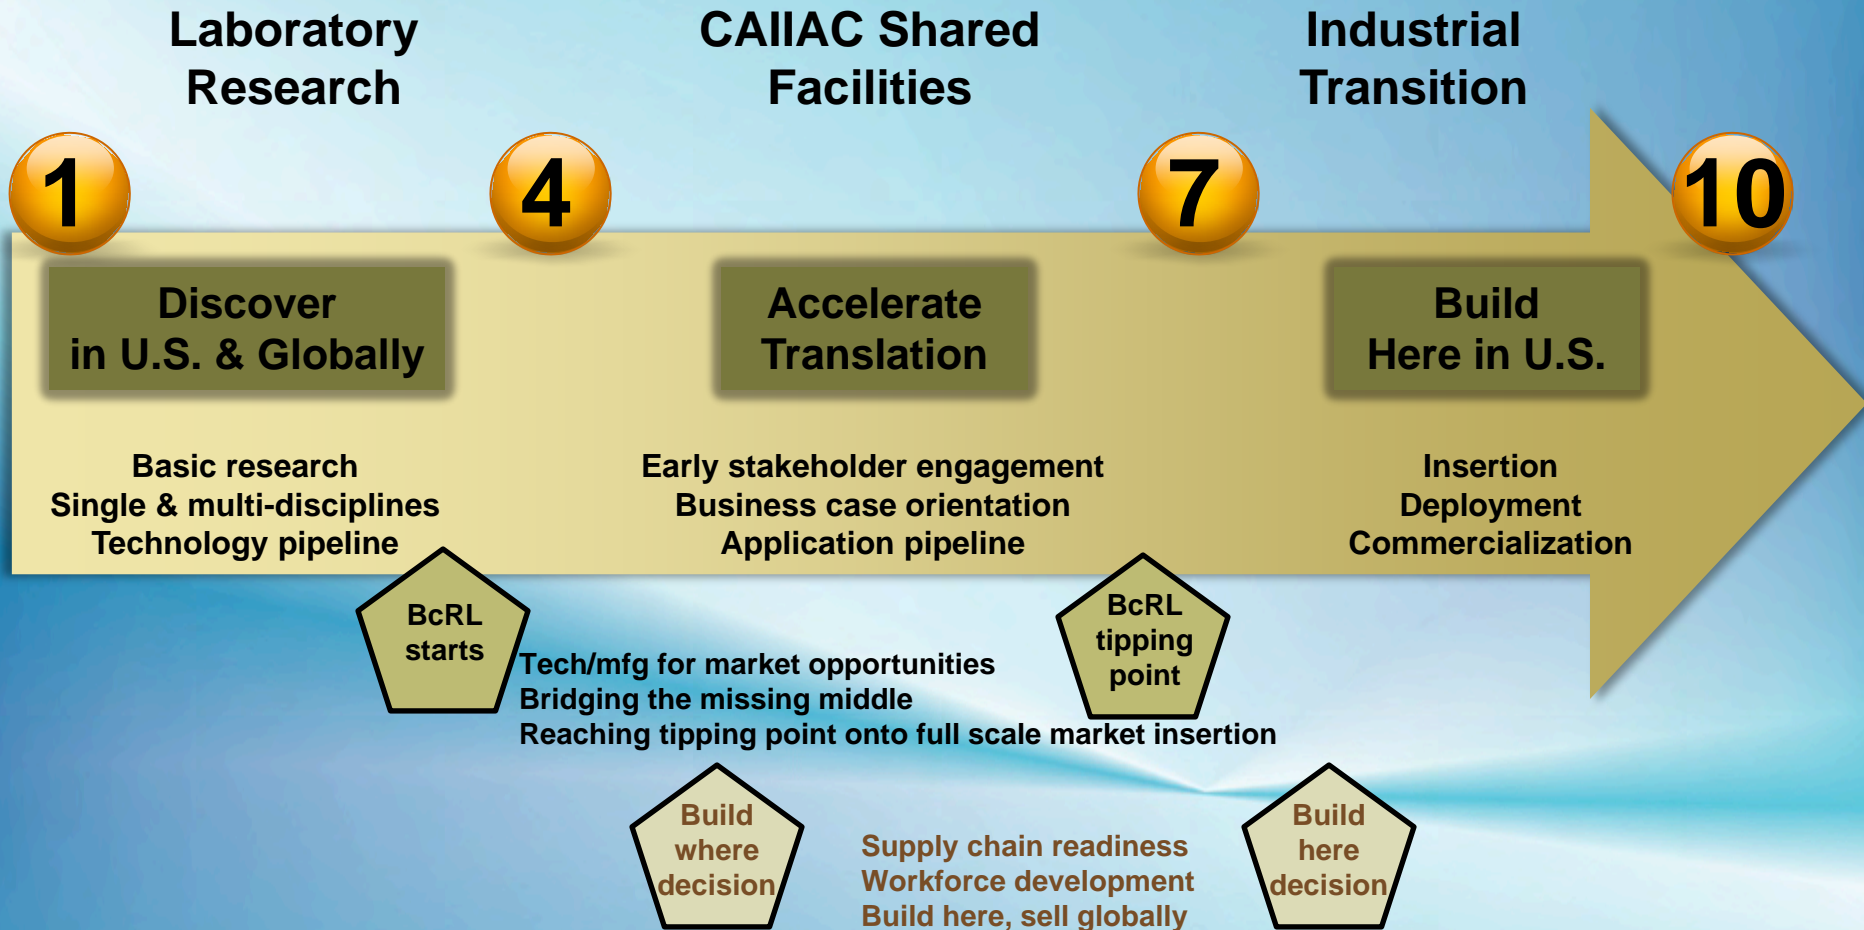 Laboratory
Research
CAIIAC Shared
Facilities
Industrial
Transition
1
4
7
10
Discover
in U.S. & Globally
Accelerate
Translation
Build
Here in U.S.
Basic research
Single & multi-disciplines
Technology pipeline
Early stakeholder engagement
Business case orientation
Application pipeline
Insertion
Deployment
Commercialization
BcRL
starts
Tech/mfg for market opportunities
Bridging the missing middle
Reaching tipping point onto full scale market insertion
BcRL
tipping
point
Build
where
decision
Supply chain readiness
Workforce development
Build here, sell globally
Build
here
decision